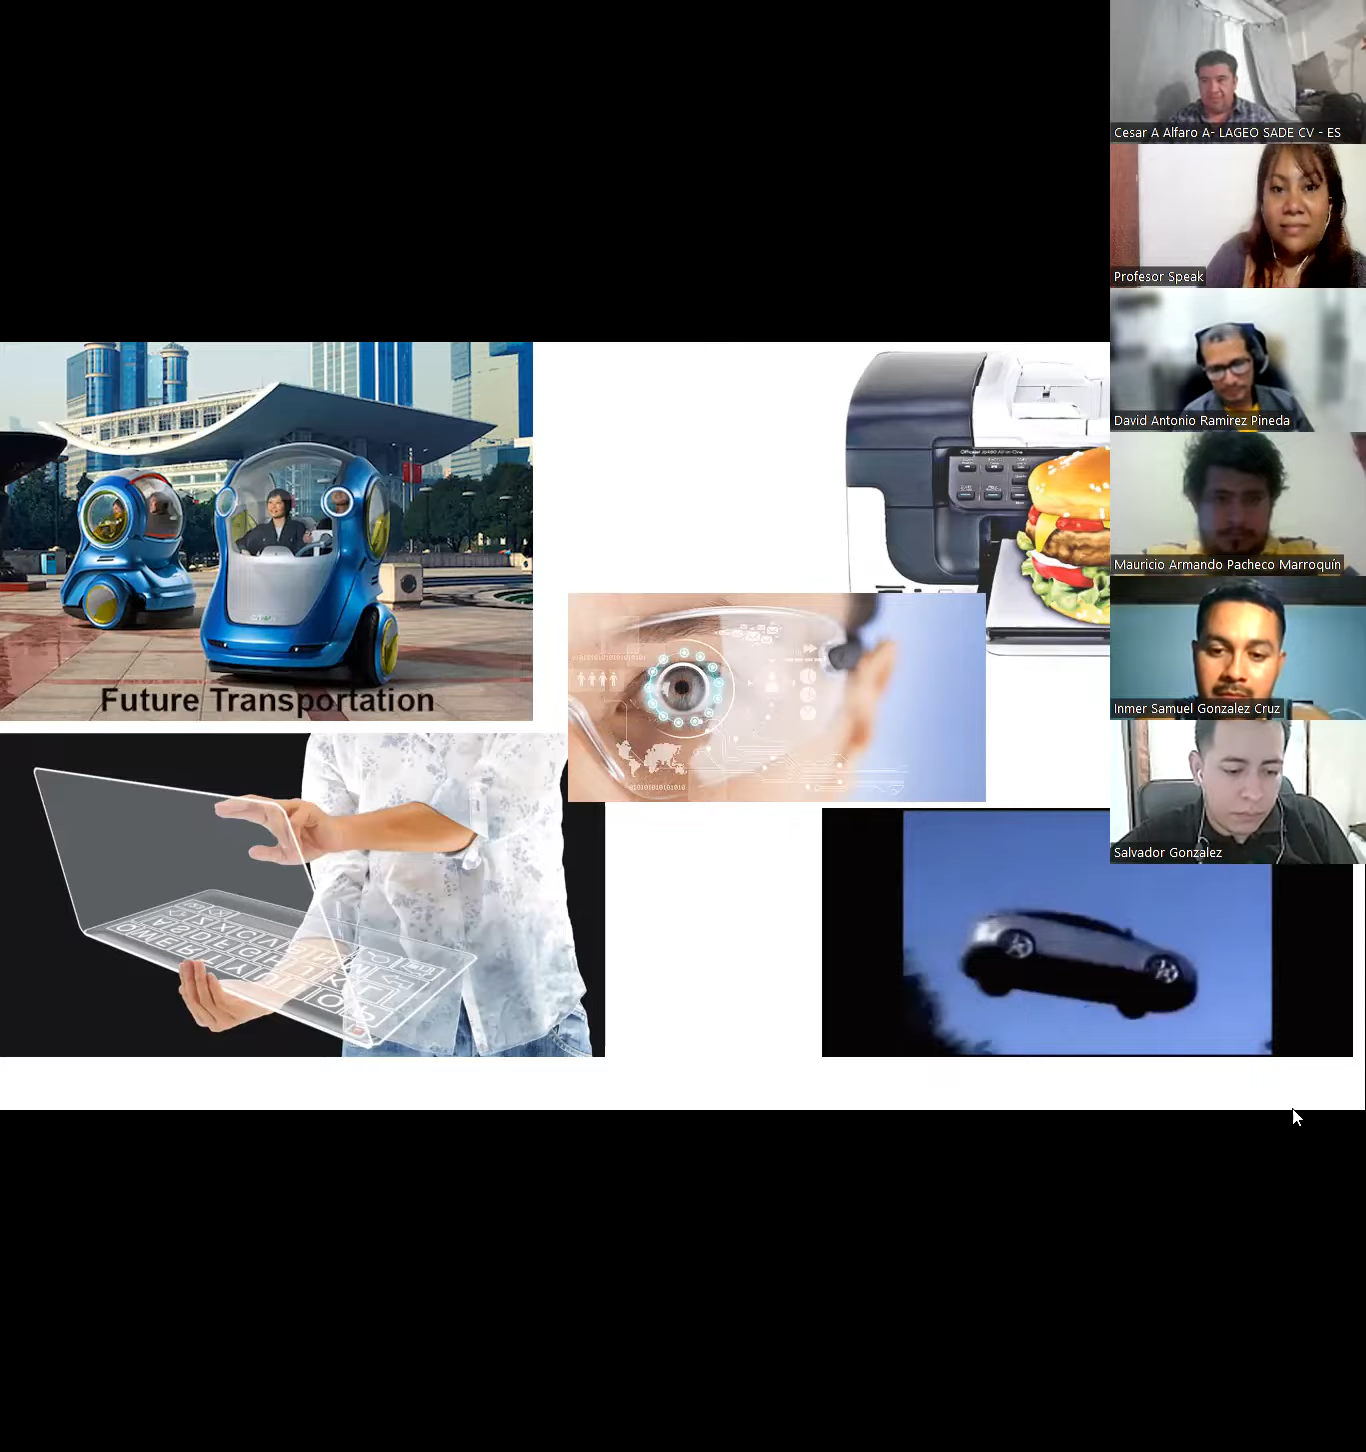 Cesar A Alfaro A- LAGEO SADE CV - ES
Profesor Speak
David Antonio Ramirez Pineda
Mauricio Armando Pacheco Marroquín
Inmer Samuel Gonzalez Cruz
Salvador Gonzalez
Future Transportation